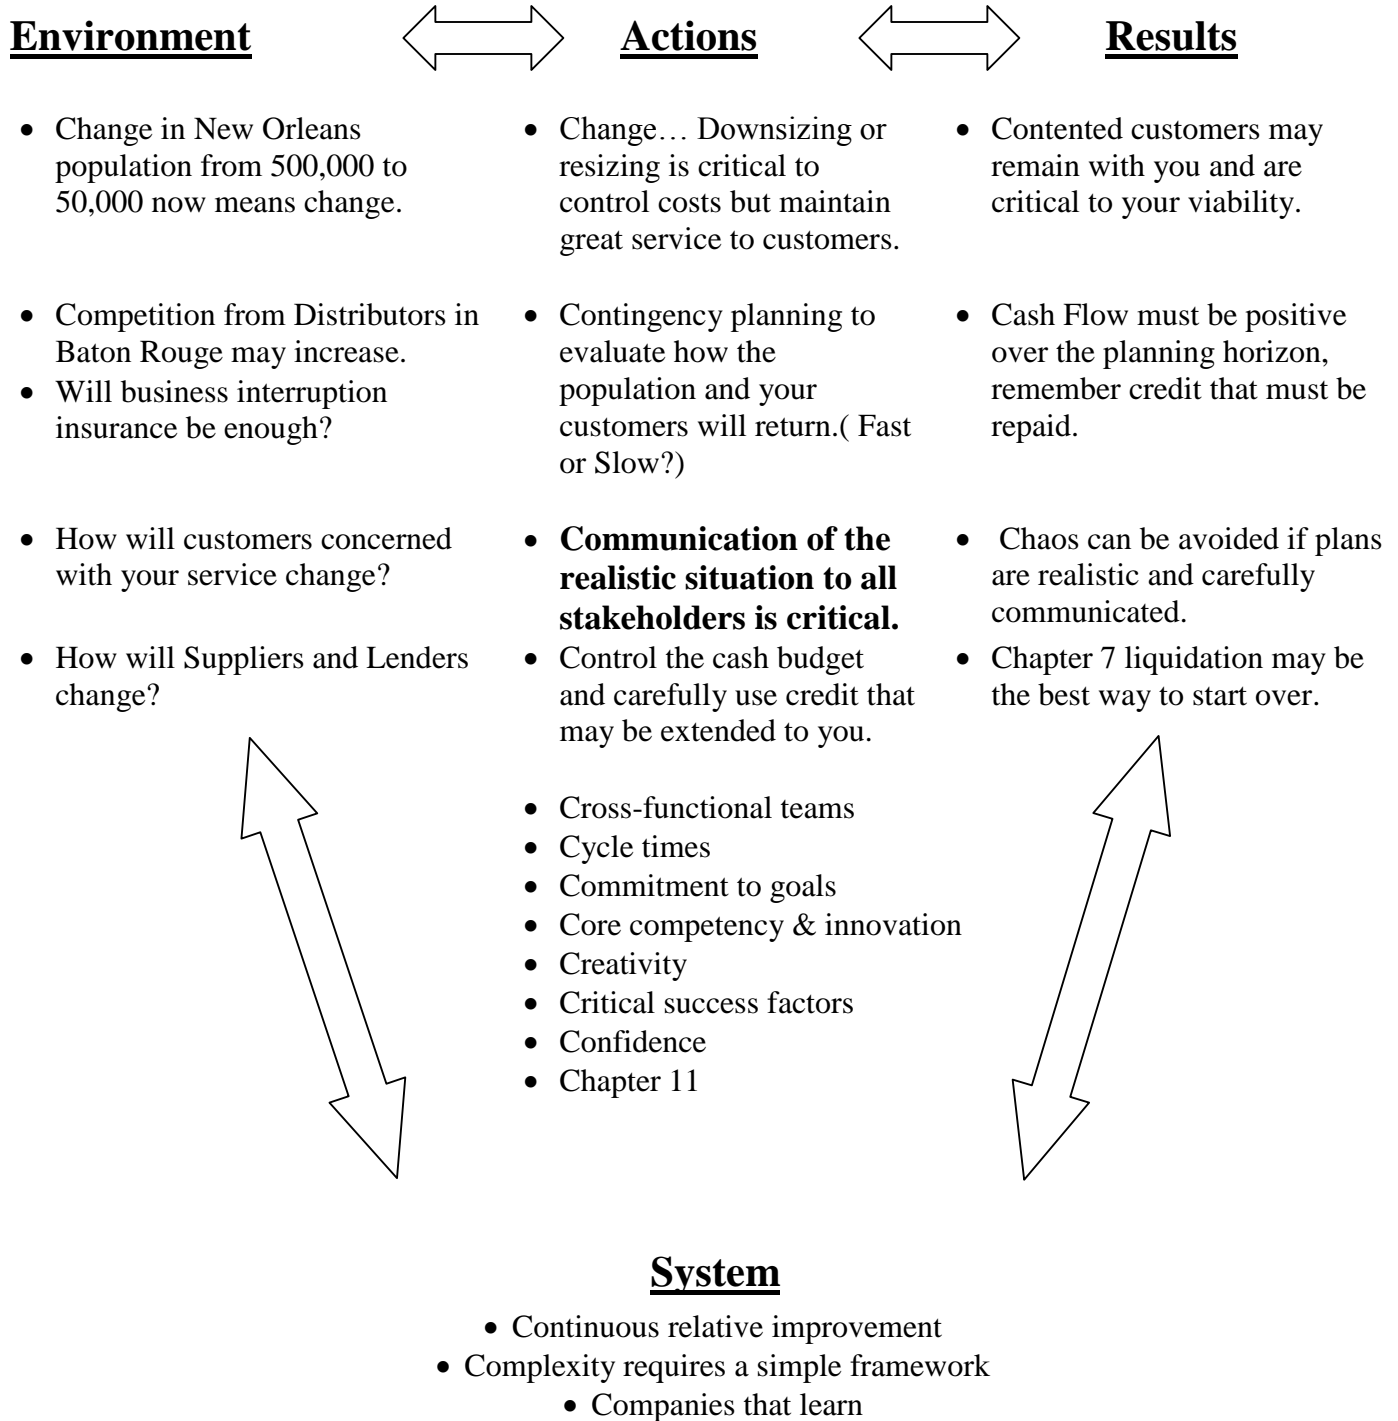 Environment
Actions
Results
• Change in New Orleans
population from 500,000 to
50,000 now means change.
• Competition from Distributors in
Baton Rouge may increase.
• Will business interruption
insurance be enough?
• How will customers concerned
with your service change?
• How will Suppliers and Lenders
change?
• Change… Downsizing or
resizing is critical to
control costs but maintain
great service to customers.
• Contingency planning to
evaluate how the
population and your
customers will return.( Fast
or Slow?)
• Communication of the
realistic situation to all
stakeholders is critical.
• Control the cash budget
and carefully use credit that
may be extended to you.
• Cross-functional teams
• Cycle times
• Commitment to goals
• Core competency & innovation
• Creativity
• Critical success factors
• Confidence
• Chapter 11
• Contented customers may
remain with you and are
critical to your viability.
• Cash Flow must be positive
over the planning horizon,
remember credit that must be
repaid.
• Chaos can be avoided if plans
are realistic and carefully
communicated.
• Chapter 7 liquidation may be
the best way to start over.
System
• Continuous relative improvement
• Complexity requires a simple framework
• Companies that learn